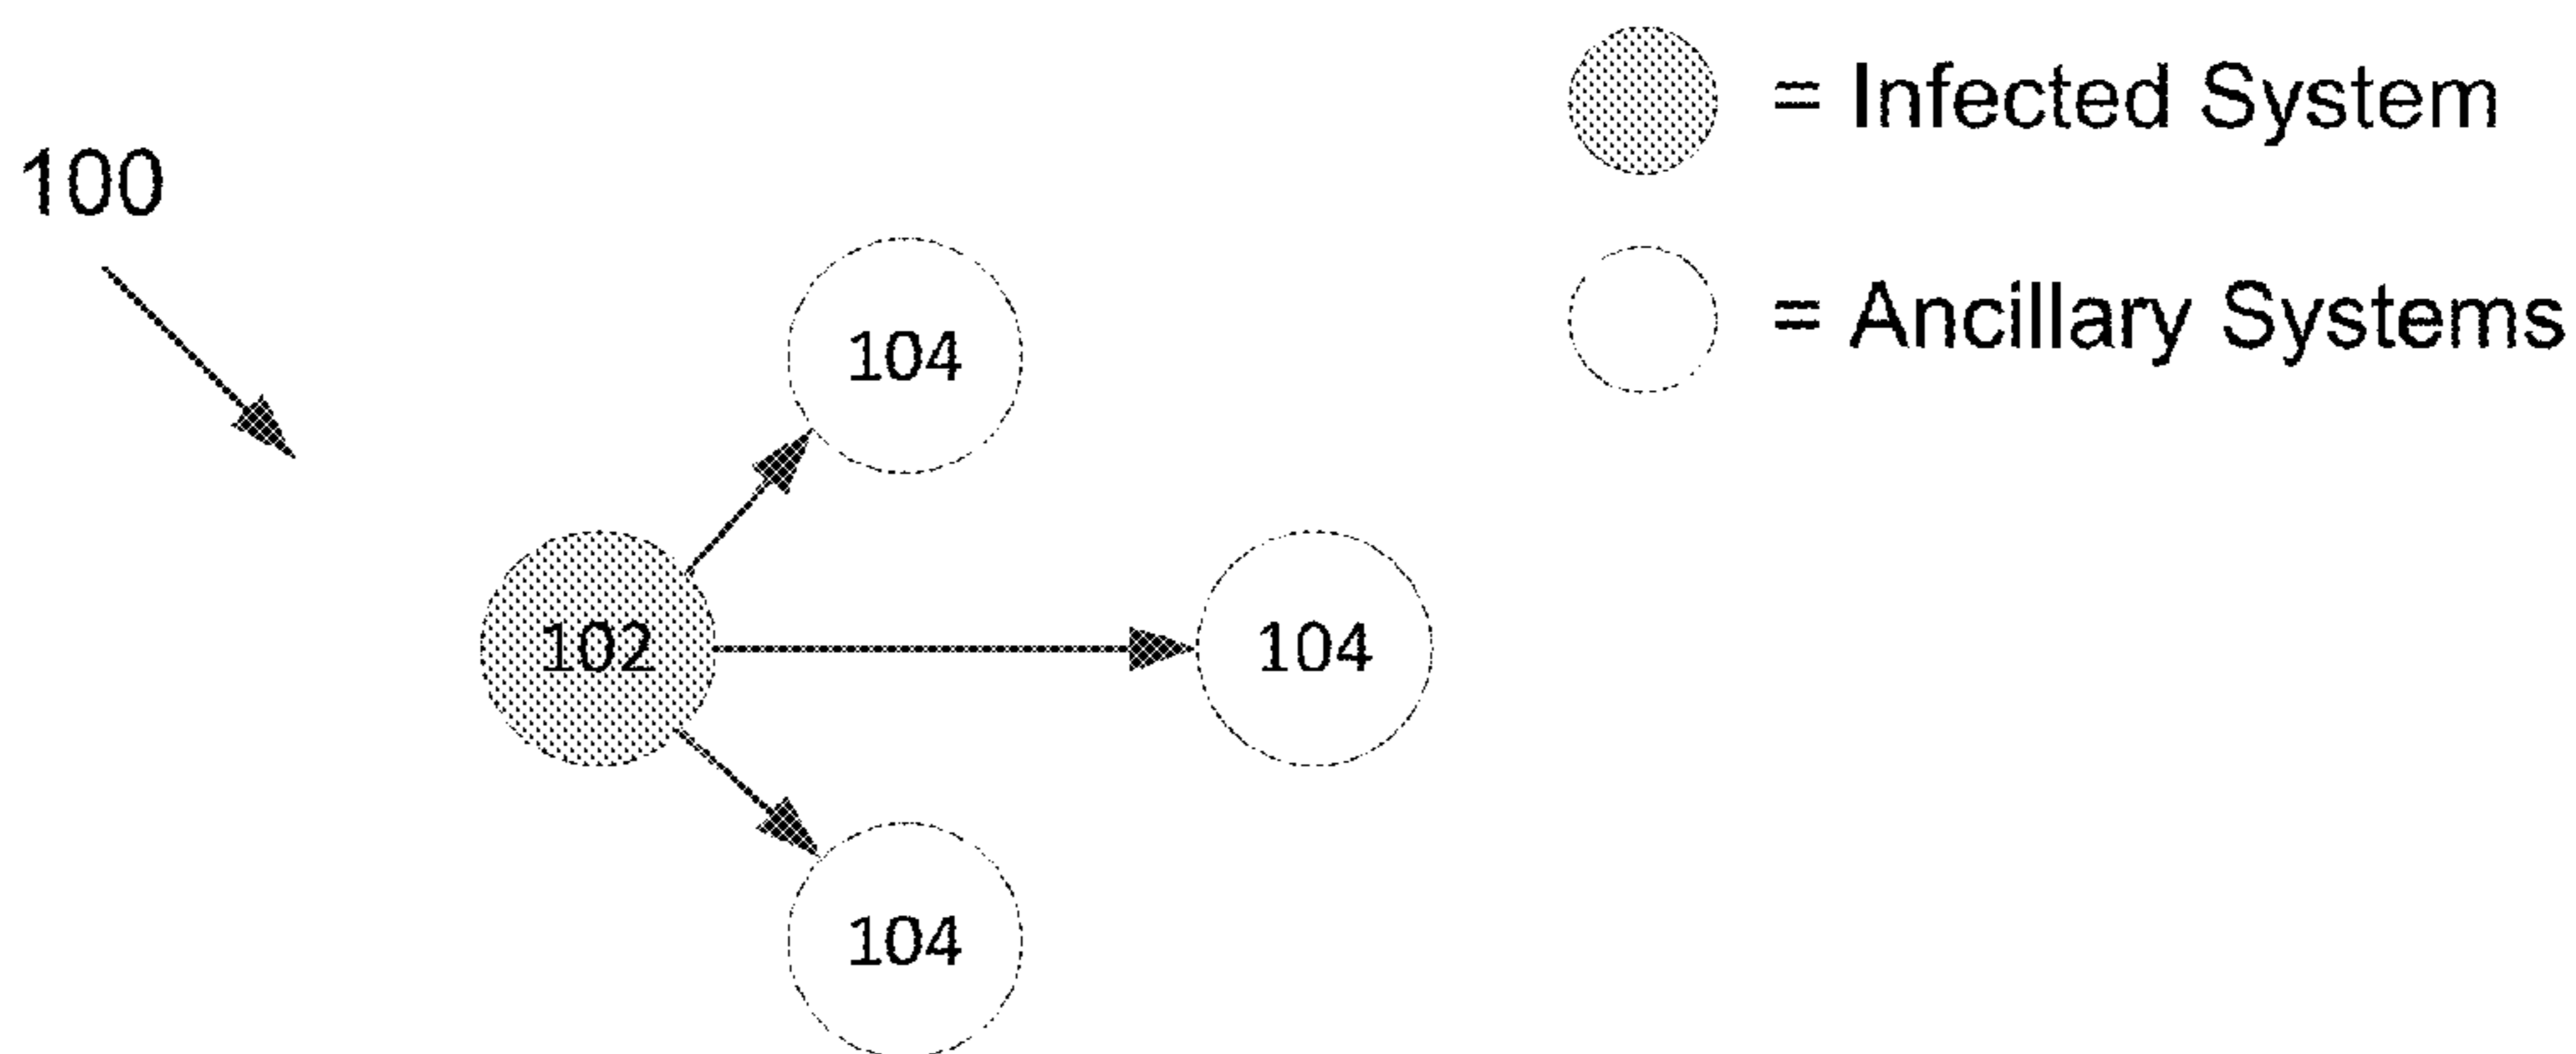 = Infected System
100
= Ancillary Systems
104
102
104
104